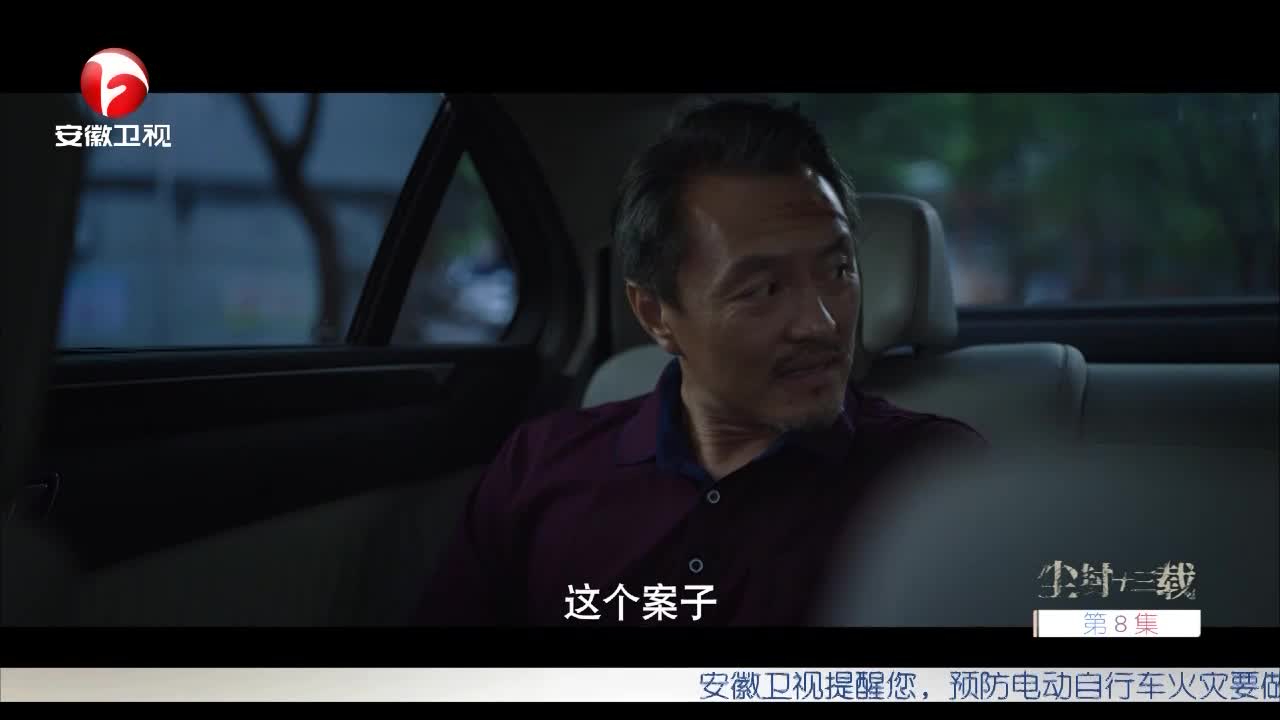 安徽卫视
这个案子
尘封十三载
第8集
安徽卫视提醒您，预防电动自行车火灾要做